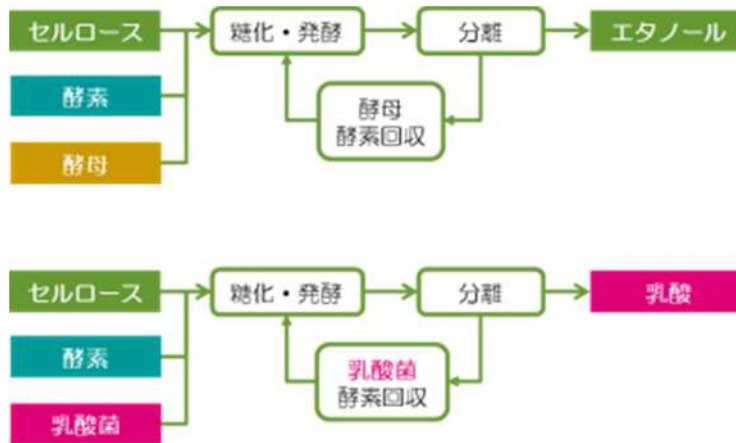 セルロース
糖化・発酵
分離
エタノール
酵素
酵母
酵母
酵素回収
セルロース
糖化・発酵
分離
乳酸
酵素
乳酸菌
酵素回収
乳酸菌